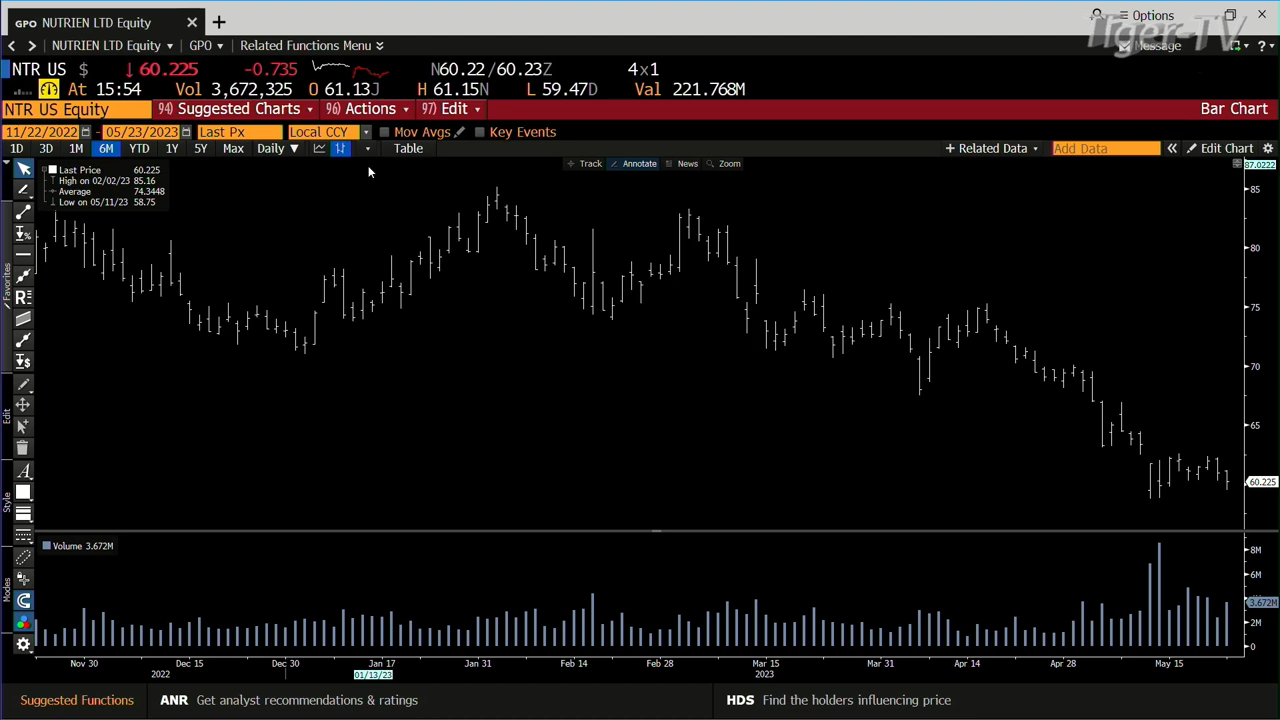 GPO NUTRIEN LTD Equity
Options
NUTRIEN LTD Equity GPO Related Functions Menu Message
Tiger-TV
NTR US $ 60.225 -0.735 N60.22/60.23Z 4x1
At 15:54 Vol 3,672,325 O 61.13J H 61.15N L 59.47D Val 221.768M
NTR US Equity 94) Suggested Charts 96) Actions 97) Edit Bar Chart
11/22/2022 - 05/23/2023 Last Px Local CCY Mov Avgs Key Events
1D 3D 1M 6M YTD 1Y 5Y Max Daily Table + Related Data Add Data Edit Chart
Track Annotate News Zoom
Last Price 60.225
High on 02/02/23 85.16
Average 74.3448
Low on 05/11/23 58.75
87.0222
85
80
75
70
65
60.225
Favorites
Edit
Style
Modes
Volume 3.672M
8M
6M
3.672M
2M
0
Nov 30 Dec 15 Dec 30 Jan 17 Jan 31 Feb 14 Feb 28 Mar 15 Mar 31 Apr 14 Apr 28 May 15
2022 01/13/23 2023
Suggested Functions ANR Get analyst recommendations & ratings HDS Find the holders influencing price